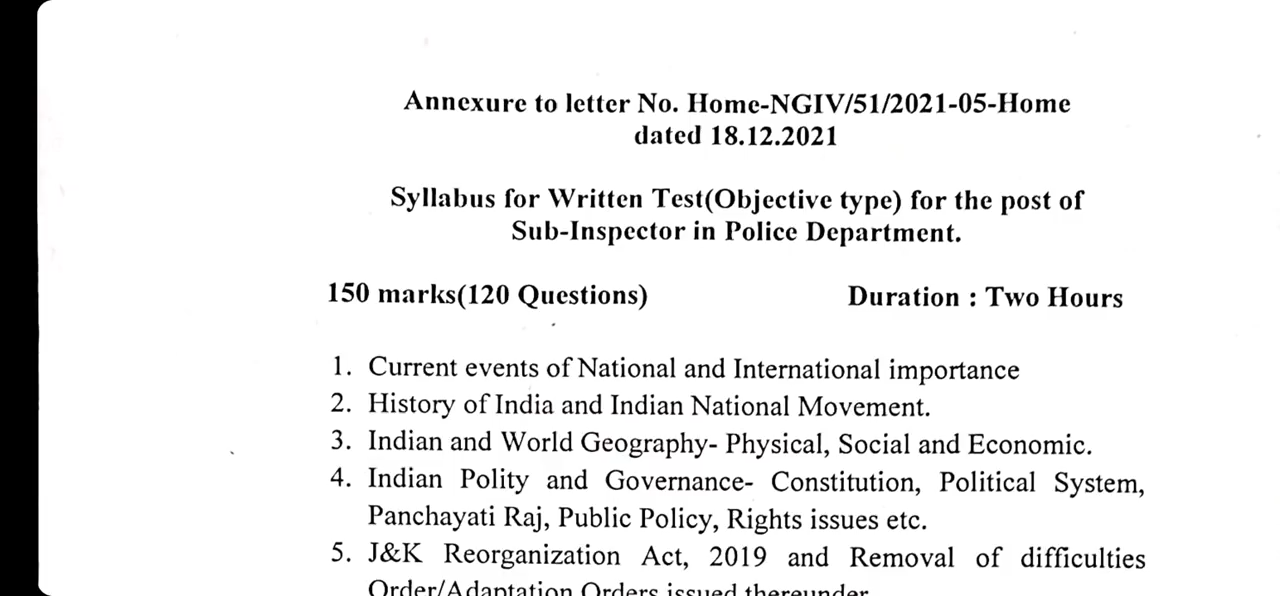 Annexure to letter No. Home-NGIV/51/2021-05-Home
dated 18.12.2021
Syllabus for Written Test(Objective type) for the post of
Sub-Inspector in Police Department.
150 marks(120 Questions)
Duration : Two Hours
1. Current events of National and International importance
2. History of India and Indian National Movement.
3. Indian and World Geography- Physical, Social and Economic.
4. Indian Polity and Governance- Constitution, Political System,
Panchayati Raj, Public Policy, Rights issues etc.
5. J&K Reorganization Act, 2019 and Removal of difficulties
Order/Adaptation Orders issued thereunder